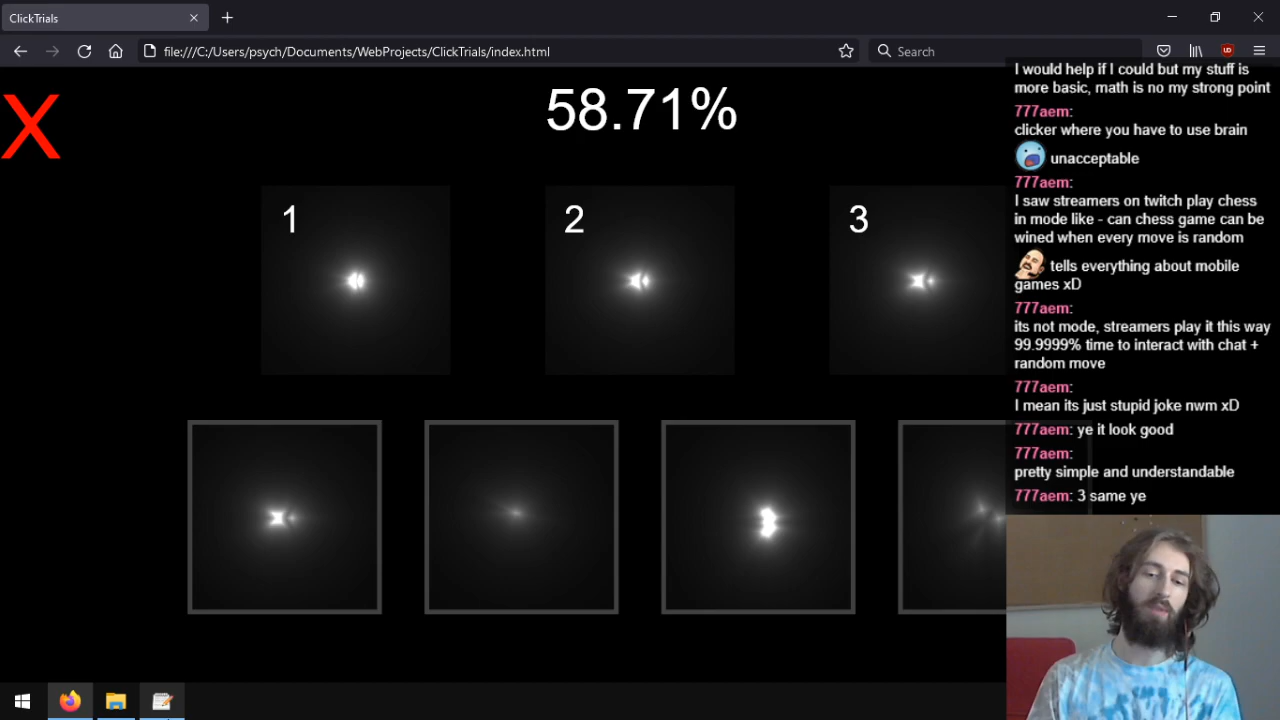 ClickTrials
file:///C:/Users/psych/Documents/WebProjects/ClickTrials/index.html
Search
X
58.71%
1
2
3
I would help if I could but my stuff is
more basic, math is no my strong point
777aem:
clicker where you have to use brain
unacceptable
777aem:
I saw streamers on twitch play chess
in mode like - can chess game can be
wined when every move is random
tells everything about mobile
games xD
777aem:
its not mode, streamers play it this way
99.9999% time to interact with chat +
random move
777aem:
I mean its just stupid joke nwm xD
777aem: ye it look good
777aem:
pretty simple and understandable
777aem: 3 same ye